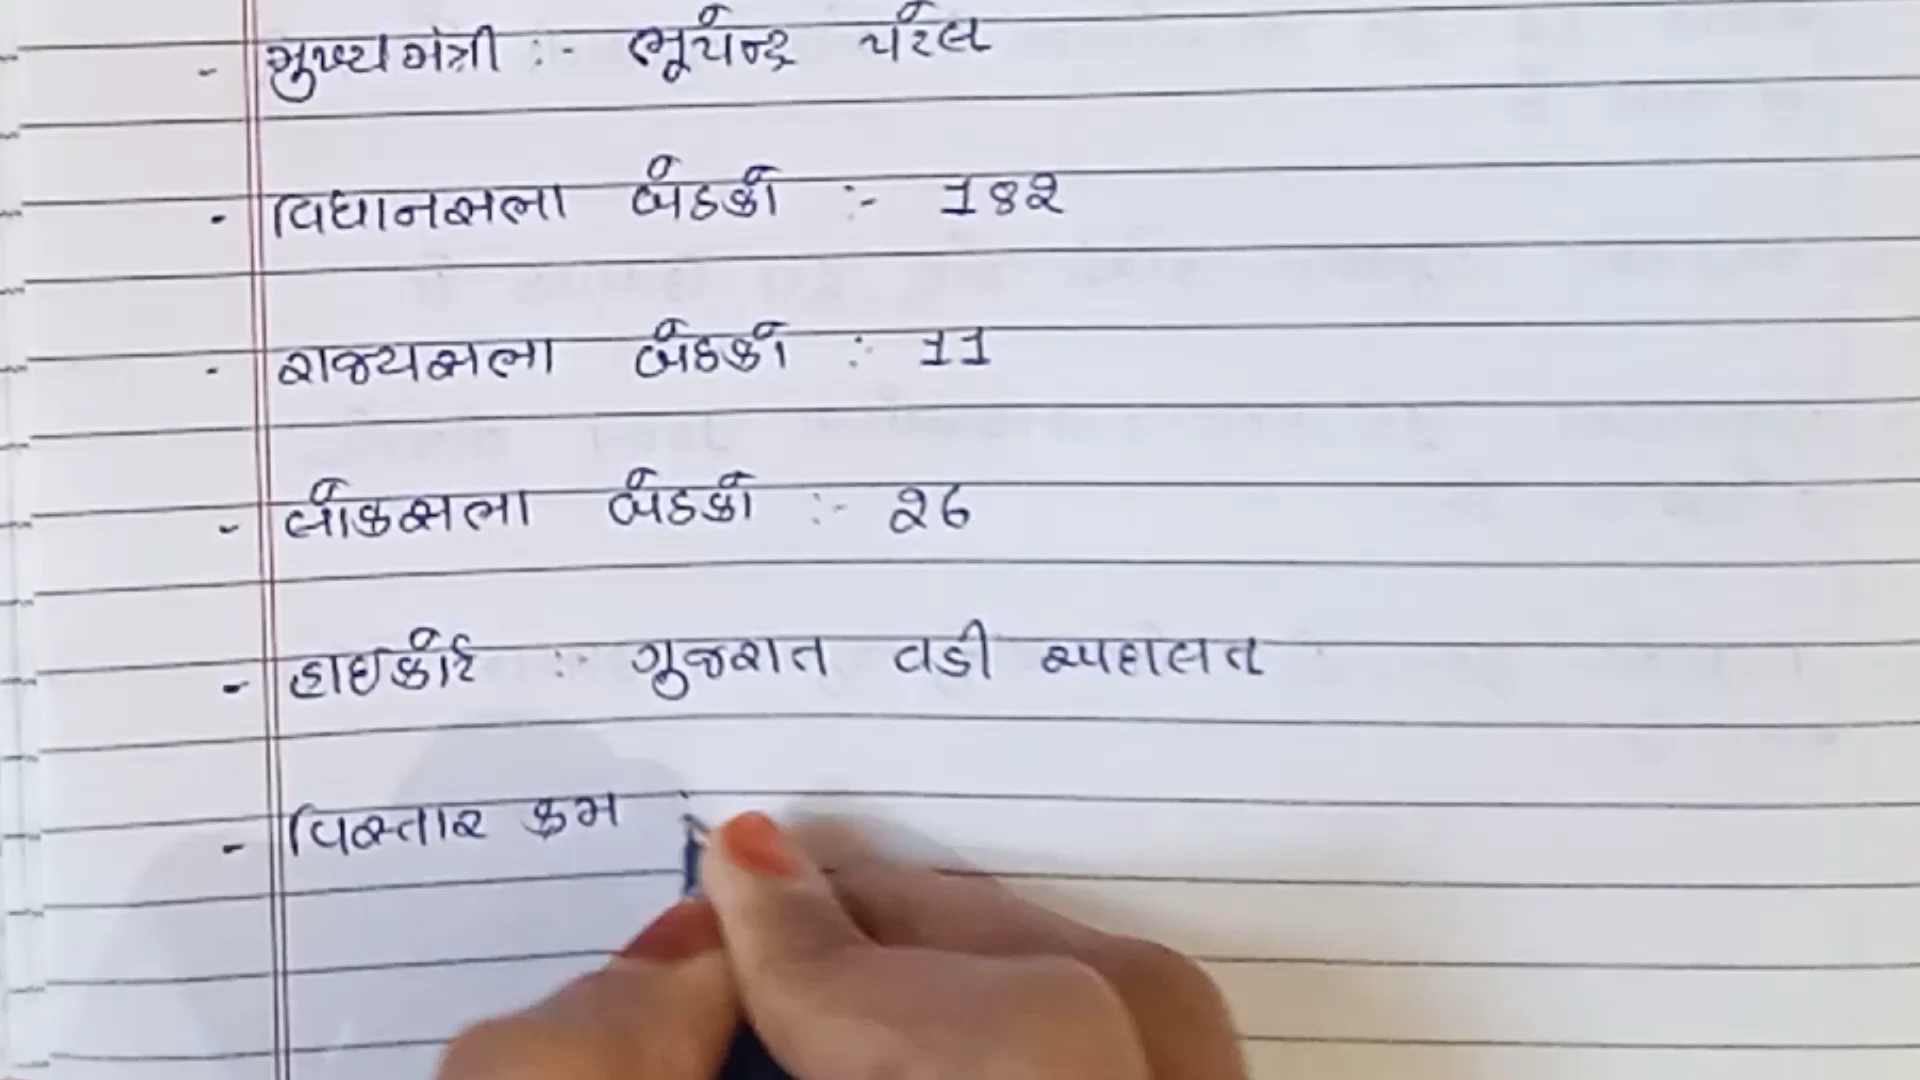 - મુખ્યમંત્રી :- ભૂપેન્દ્ર પટેલ
- વિધાનસભા બેઠકો :- 182
- રાજ્યસભા બેઠકો : 11
- લોકસભા બેઠકો :- 26
- હાઇકોર્ટ :- ગુજરાત વડી અદાલત
- વિસ્તાર ક્રમ